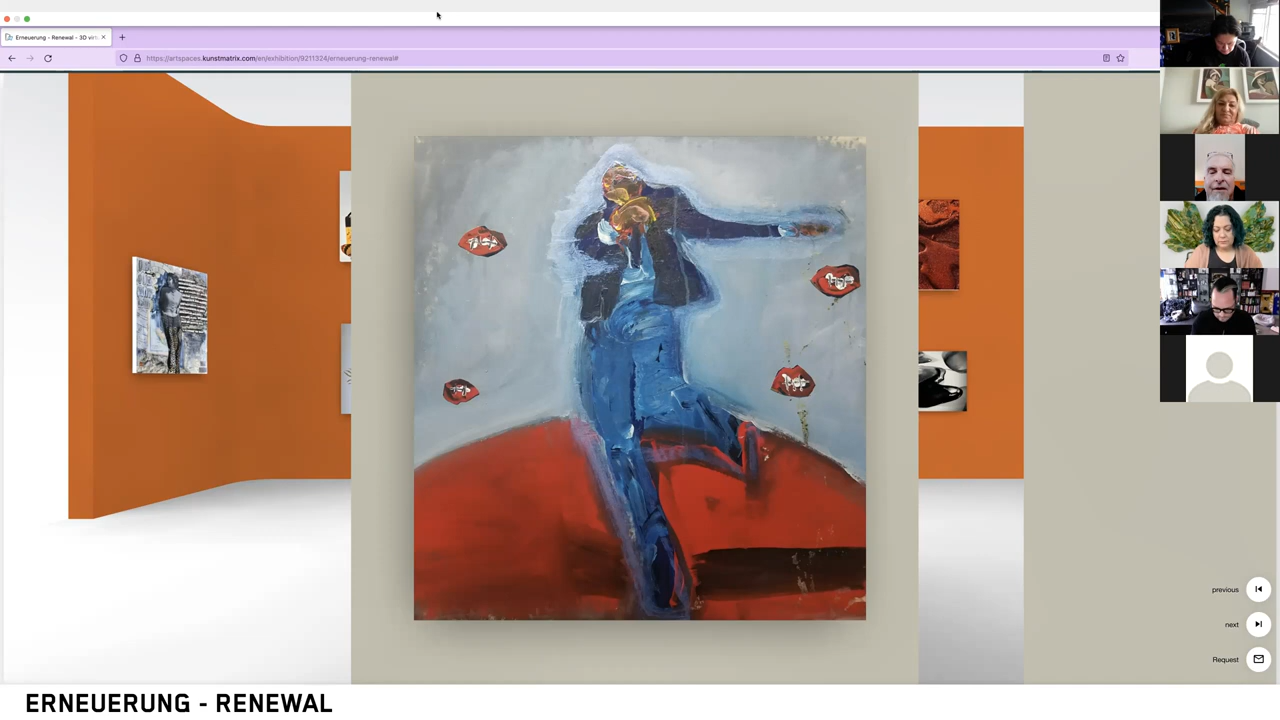 Erneuerung - Renewal - 3D virt
https://artspaces.kunstmatrix.com/en/exhibition/9211324/erneuerung-renewal#
previous
next
Request
ERNEUERUNG - RENEWAL